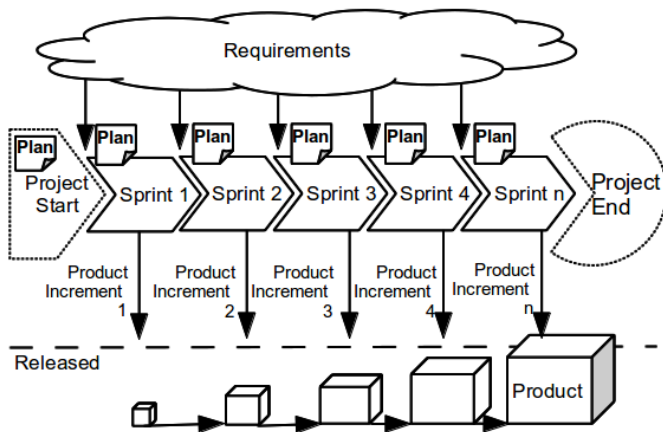 Requirements
Plan
Plan
Plan
Plan
Plan
Plan
Project
Start
Sprint 1
Sprint 2
Sprint 3
Sprint 4
Sprint n
Project
End
Product
Increment
1
Product
Increment
2
Product
Increment
3
Product
Increment
4
Product
Increment
n
Released
Product